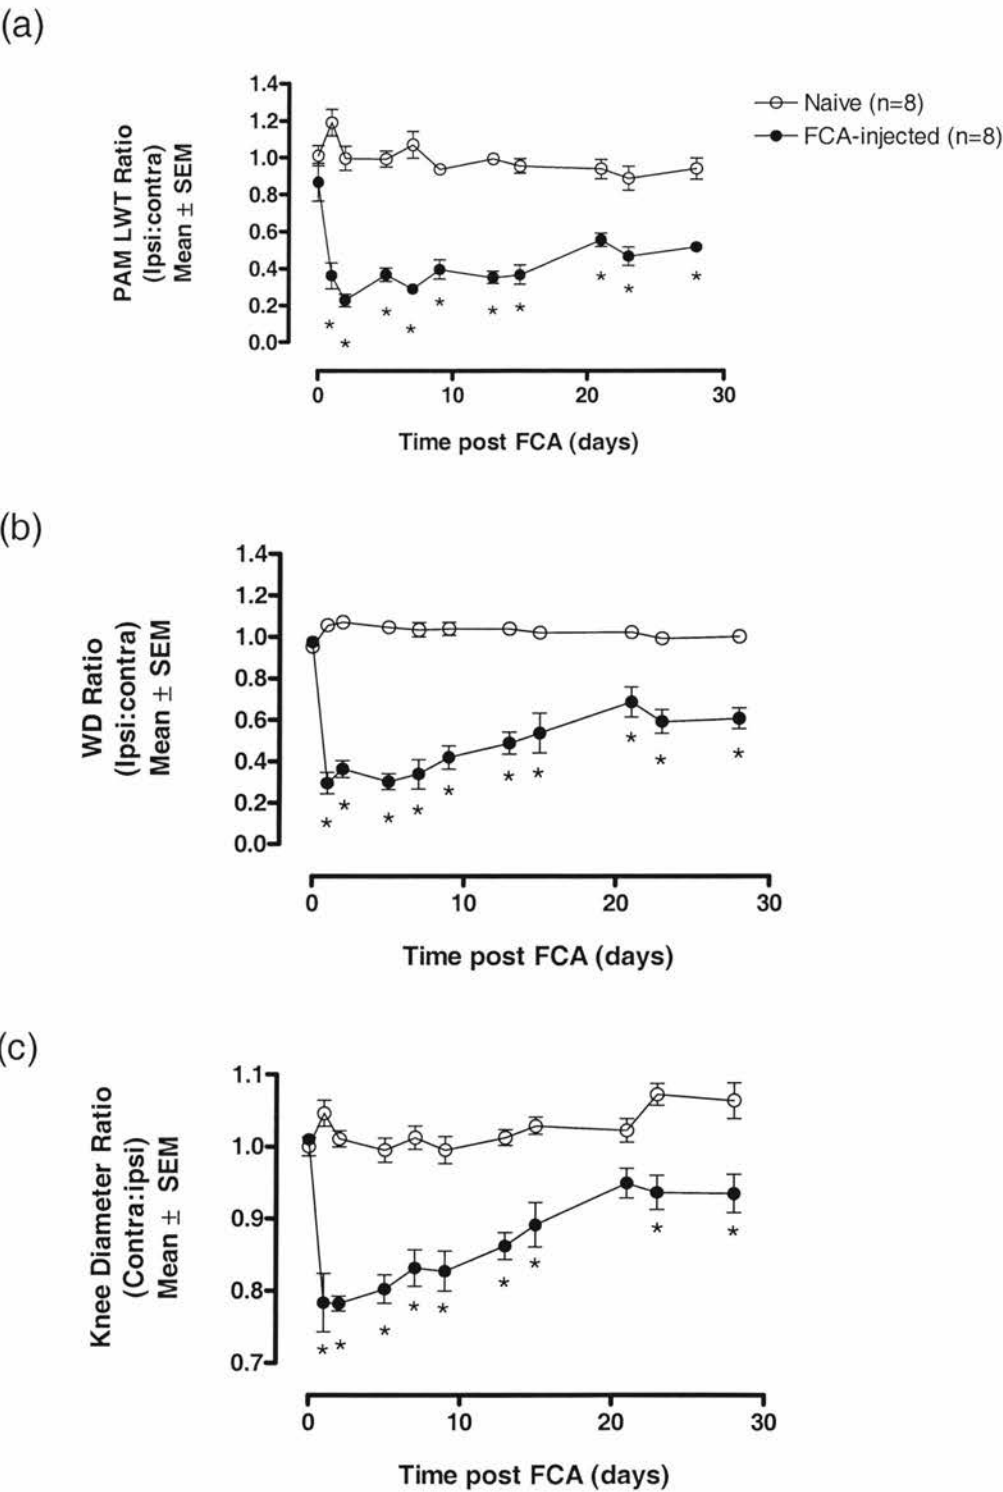 (a)
PAM LWT Ratio
(Ipsi:contra)
Mean ± SEM
1.4
1.2
1.0
0.8
0.6
0.4
0.2
0.0
Naive (n=8)
FCA-injected (n=8)
* * * * * * * * * *
0 10 20 30
Time post FCA (days)
(b)
WD Ratio
(Ipsi:contra)
Mean ± SEM
1.4
1.2
1.0
0.8
0.6
0.4
0.2
0.0
* * * * * * * * * *
0 10 20 30
Time post FCA (days)
(c)
Knee Diameter Ratio
(Contra:ipsi)
Mean ± SEM
1.1
1.0
0.9
0.8
0.7
* * * * * * * * *
0 10 20 30
Time post FCA (days)